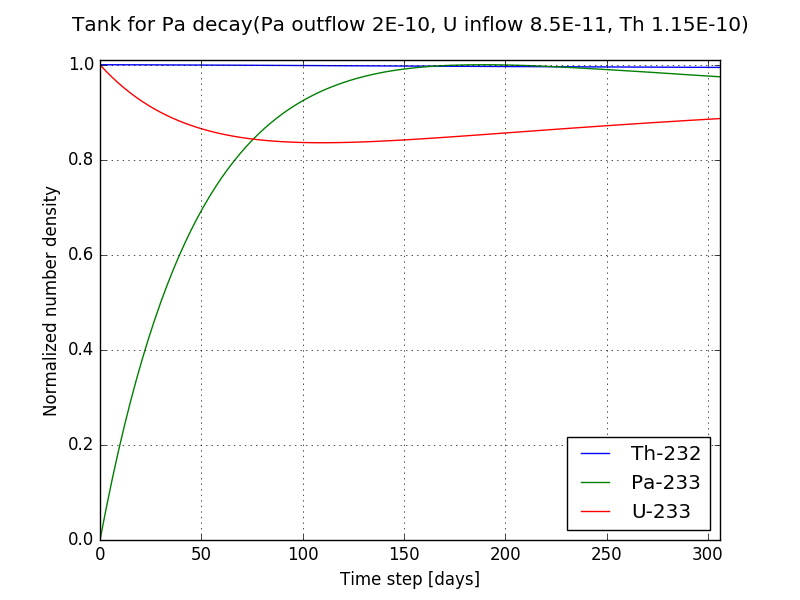 Tank for Pa decay(Pa outflow 2E-10, U inflow 8.5E-11, Th 1.15E-10)
Normalized number density
1.0
0.8
0.6
0.4
0.2
0.0
0 50 100 150 200 250 300
Time step [days]
Th-232
Pa-233
U-233